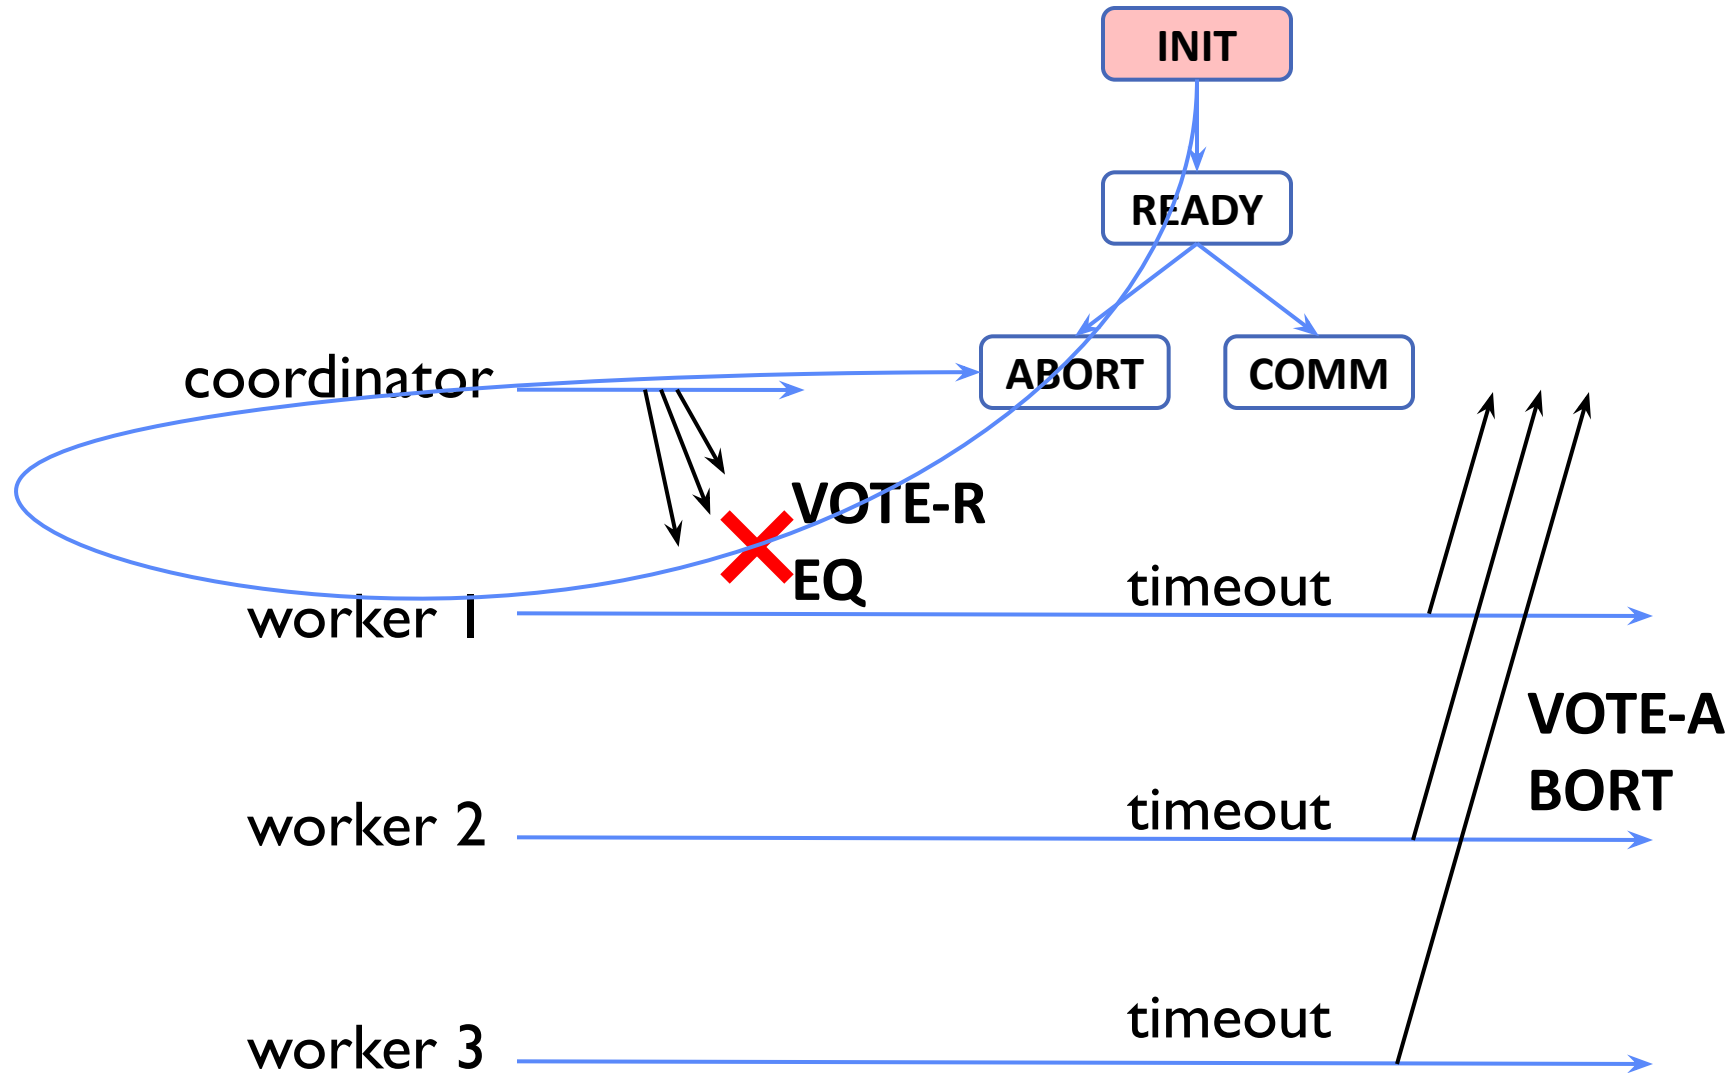 INIT
READY
ABORT
COMM
coordinator
VOTE-R
EQ
worker 1
timeout
VOTE-A
BORT
worker 2
timeout
worker 3
timeout